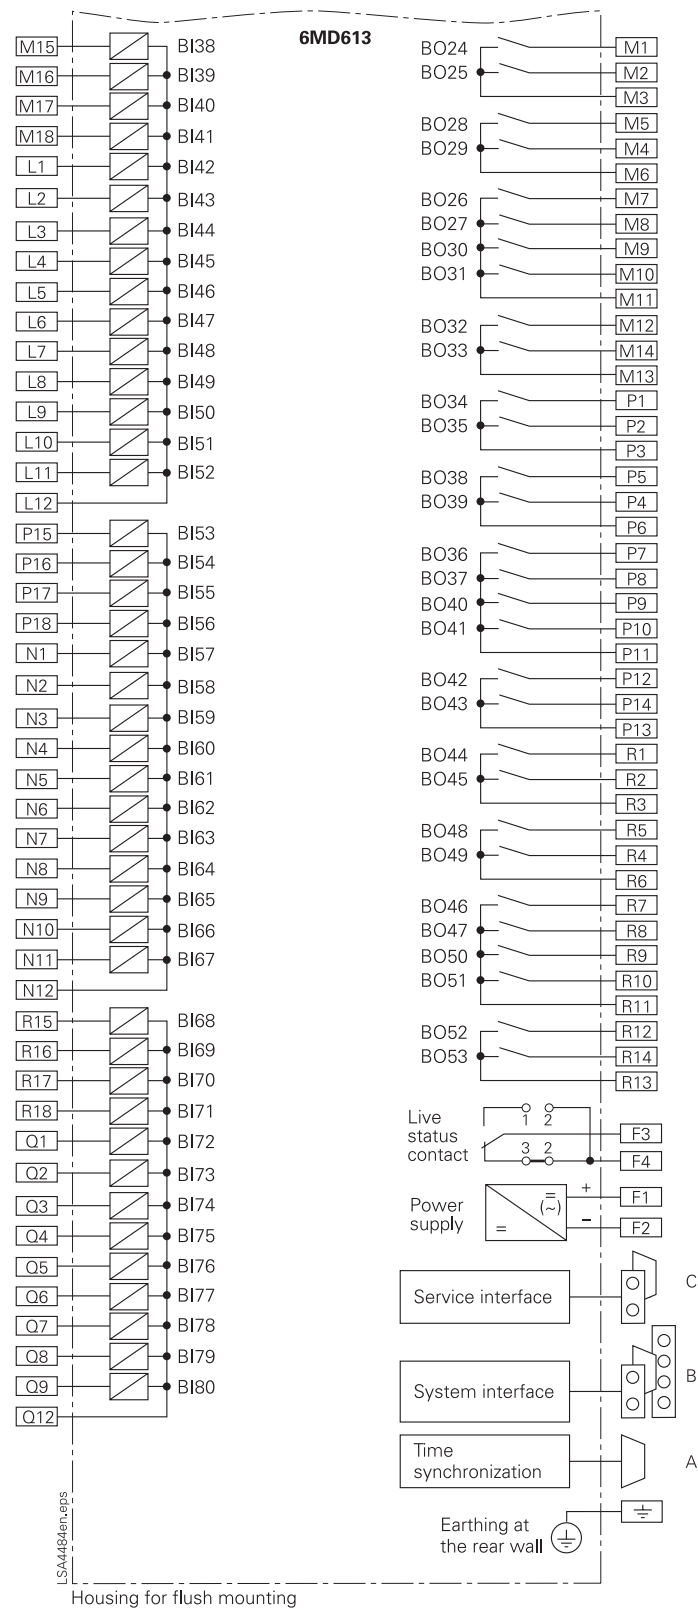 6MD613
M15 BI38 BO24 M1
M16 BI39 BO25 M2
M17 BI40 M3
M18 BI41 BO28 M5
L1 BI42 BO29 M4
M6
L2 BI43 BO26 M7
L3 BI44 BO27 M8
L4 BI45 BO30 M9
L5 BI46 BO31 M10
M11
L6 BI47 BO32 M12
L7 BI48 BO33 M14
L8 BI49 M13
L9 BI50 BO34 P1
L10 BI51 BO35 P2
L11 BI52 P3
L12 BO38 P5
BO39 P4
P15 BI53 P6
P16 BI54 BO36 P7
P17 BI55 BO37 P8
P18 BI56 BO40 P9
BO41 P10
N1 BI57 P11
N2 BI58 BO42 P12
N3 BI59 BO43 P14
P13
N4 BI60 BO44 R1
N5 BI61 BO45 R2
N6 BI62 R3
N7 BI63 BO48 R5
N8 BI64 BO49 R4
R6
N9 BI65 BO46 R7
N10 BI66 BO47 R8
N11 BI67 BO50 R9
N12 BO51 R10
R11
R15 BI68 BO52 R12
R16 BI69 BO53 R14
R17 BI70 R13
R18 BI71
Q1 BI72
Q2 BI73
Q3 BI74
Q4 BI75
Q5 BI76
Q6 BI77
Q7 BI78
Q8 BI79
Q9 BI80
Q12
Live
status
contact
1 2
3 2
F3
F4
Power
supply
=
=
(~)
+
–
F1
F2
Service interface
C
System interface
B
Time
synchronization
A
Earthing at
the rear wall
LSA4484en.eps
Housing for flush mounting